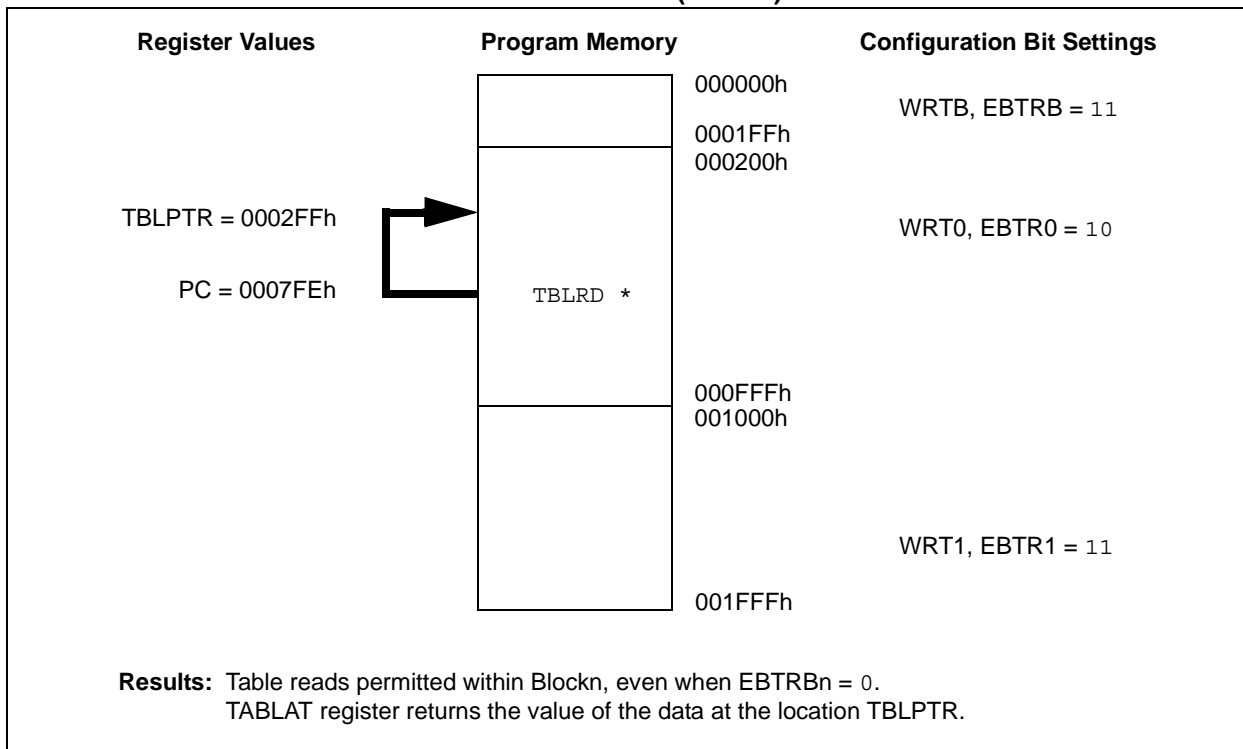 Register Values Program Memory Configuration Bit Settings
000000h
WRTB, EBTRB = 11
0001FFh
000200h
TBLPTR = 0002FFh
WRT0, EBTR0 = 10
PC = 0007FEh
TBLRD *
000FFFh
001000h
WRT1, EBTR1 = 11
001FFFh
Results: Table reads permitted within Blockn, even when EBTRBn = 0.
TABLAT register returns the value of the data at the location TBLPTR.